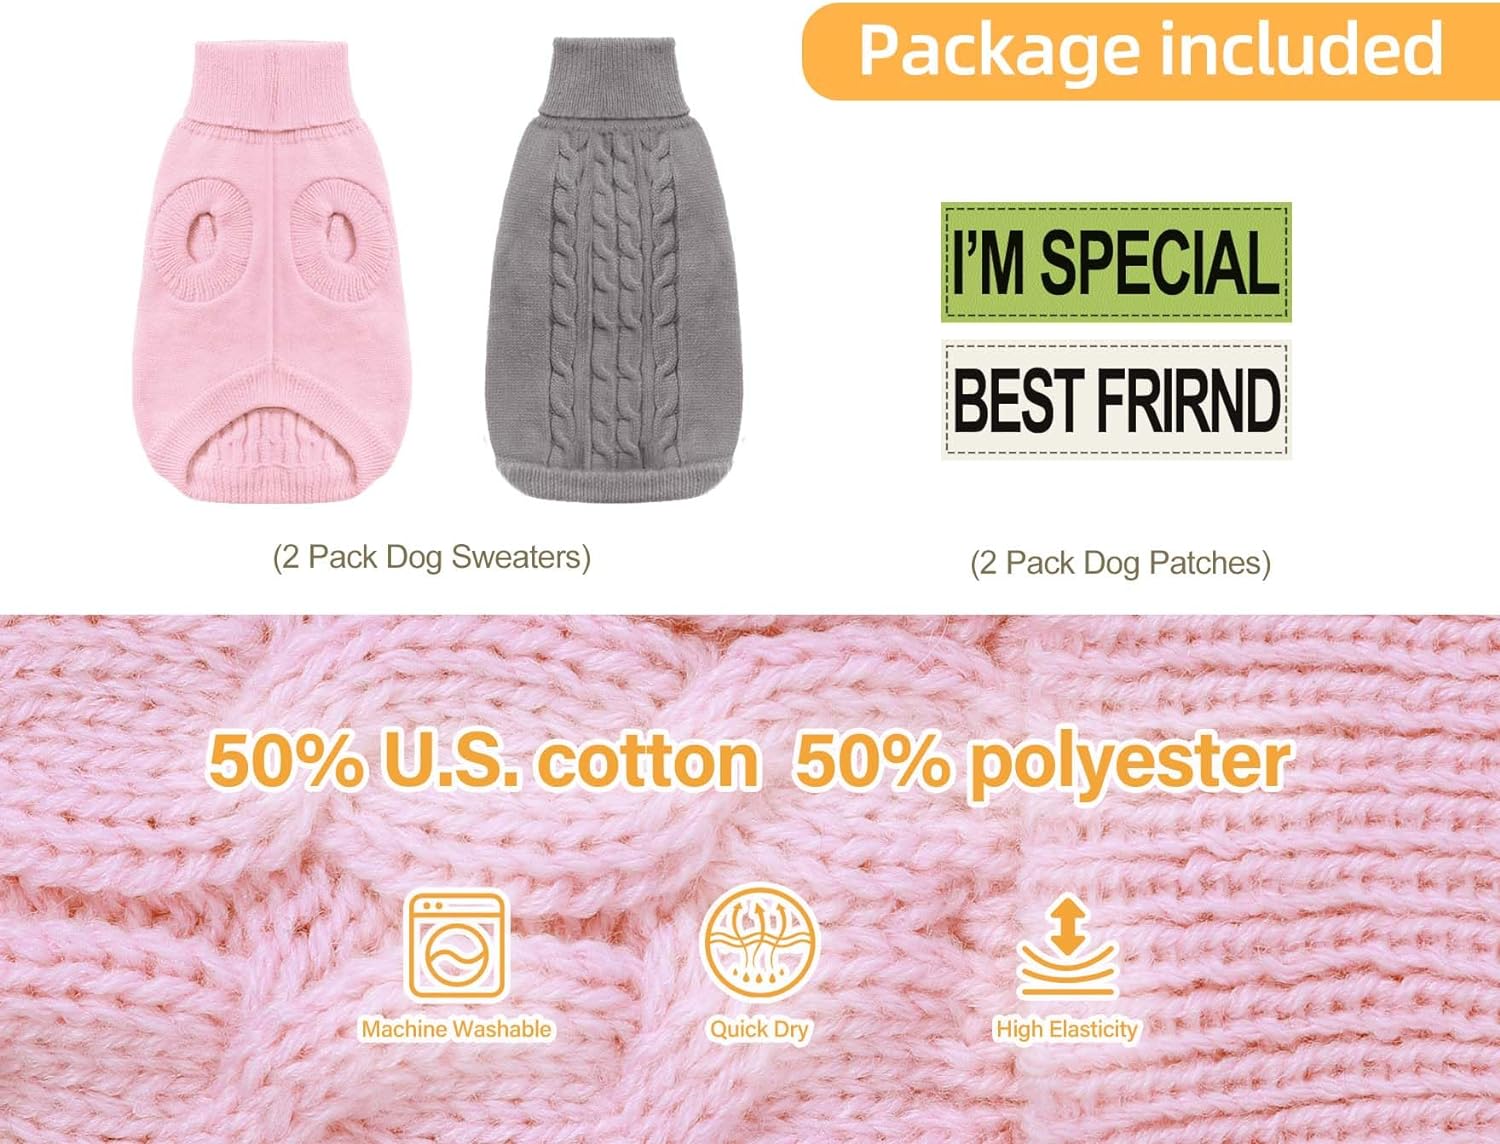 Package included
I'M SPECIAL
BEST FRIRND
(2 Pack Dog Sweaters)
(2 Pack Dog Patches)
50% U.S. cotton 50% polyester
Machine Washable
Quick Dry
High Elasticity